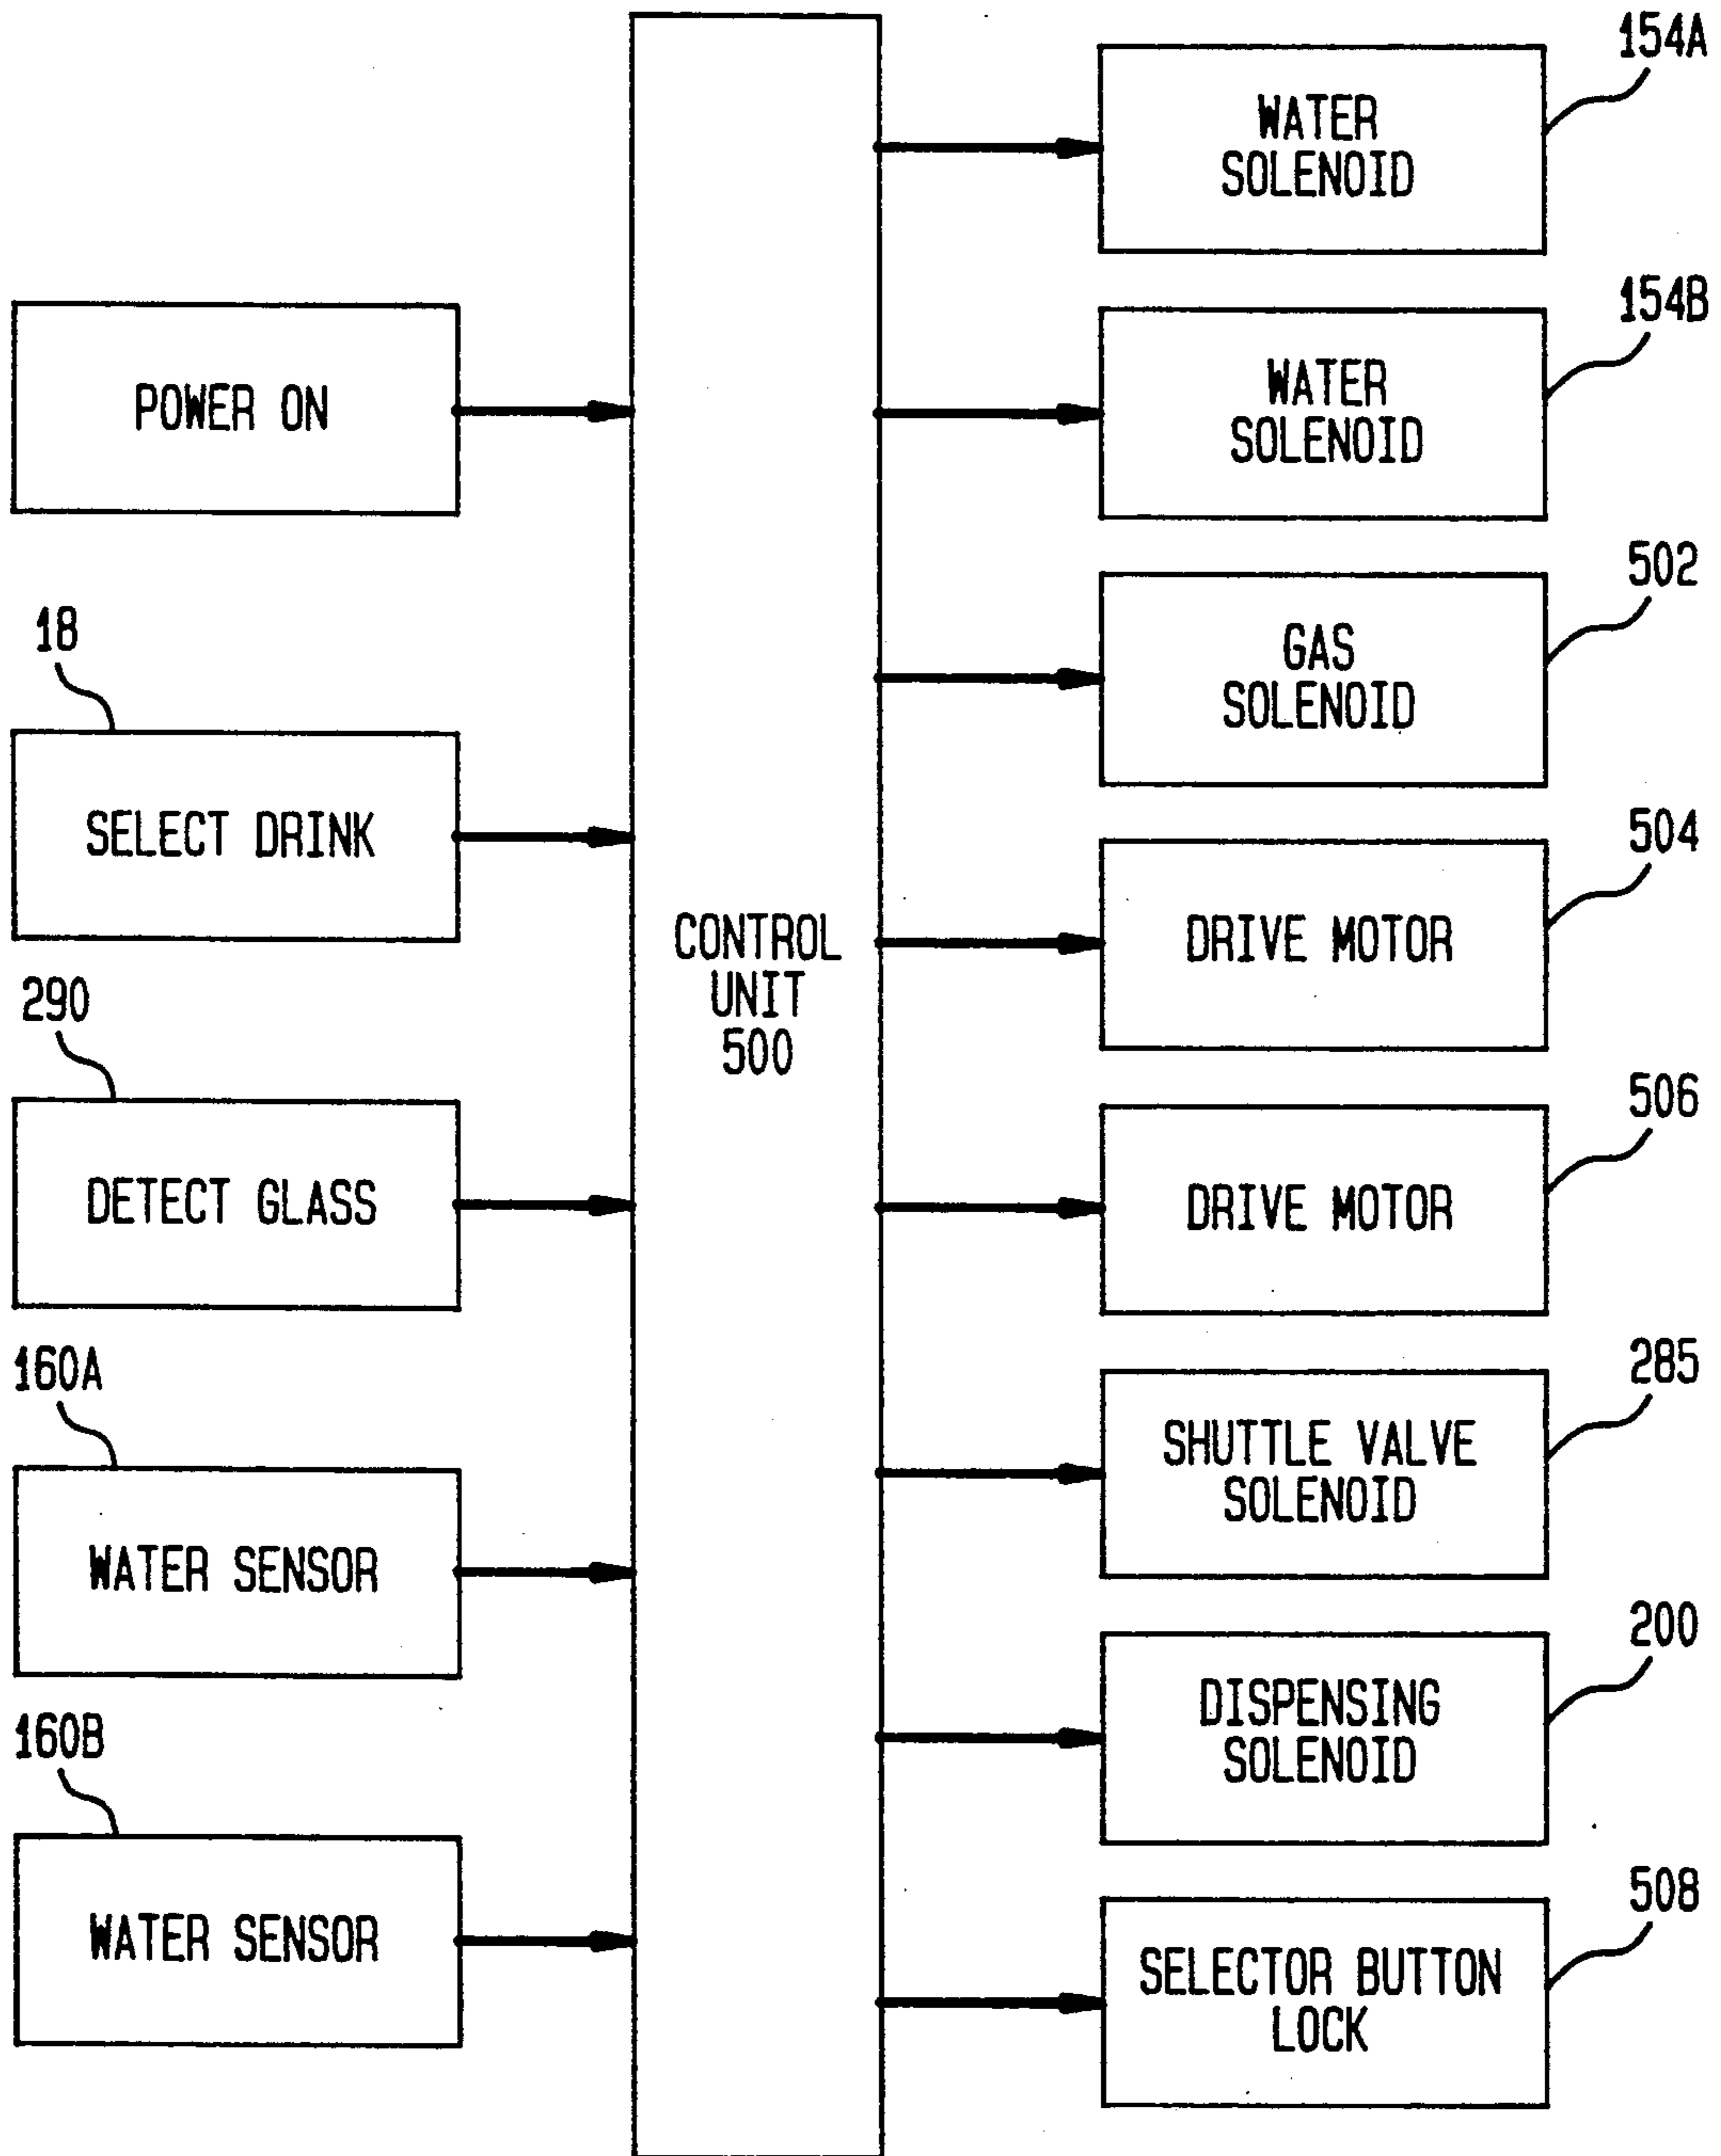 POWER ON
18
SELECT DRINK
290
DETECT GLASS
160A
WATER SENSOR
160B
WATER SENSOR
CONTROL
UNIT
500
154A
WATER
SOLENOID
154B
WATER
SOLENOID
502
GAS
SOLENOID
504
DRIVE MOTOR
506
DRIVE MOTOR
285
SHUTTLE VALVE
SOLENOID
200
DISPENSING
SOLENOID
508
SELECTOR BUTTON
LOCK